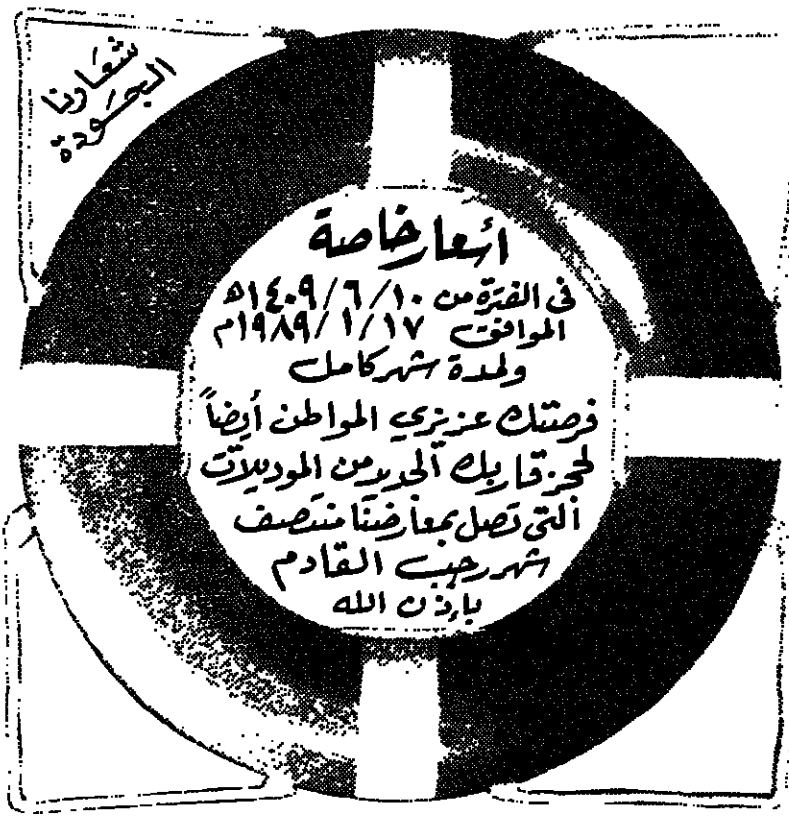 شعارنا
الجودة
أسعار خاصة
في الفترة من ١٤٠٩/٦/١٠هـ
الموافق ١٩٨٩/١/١٧م
ولمدة شهر كامل
فرصتك عزيزي المواطن أيضاً
لحجز قاربك الجديد من الموديلات
التي تصل بمعارضنا منتصف
شهر رجب القادم
بإذن الله